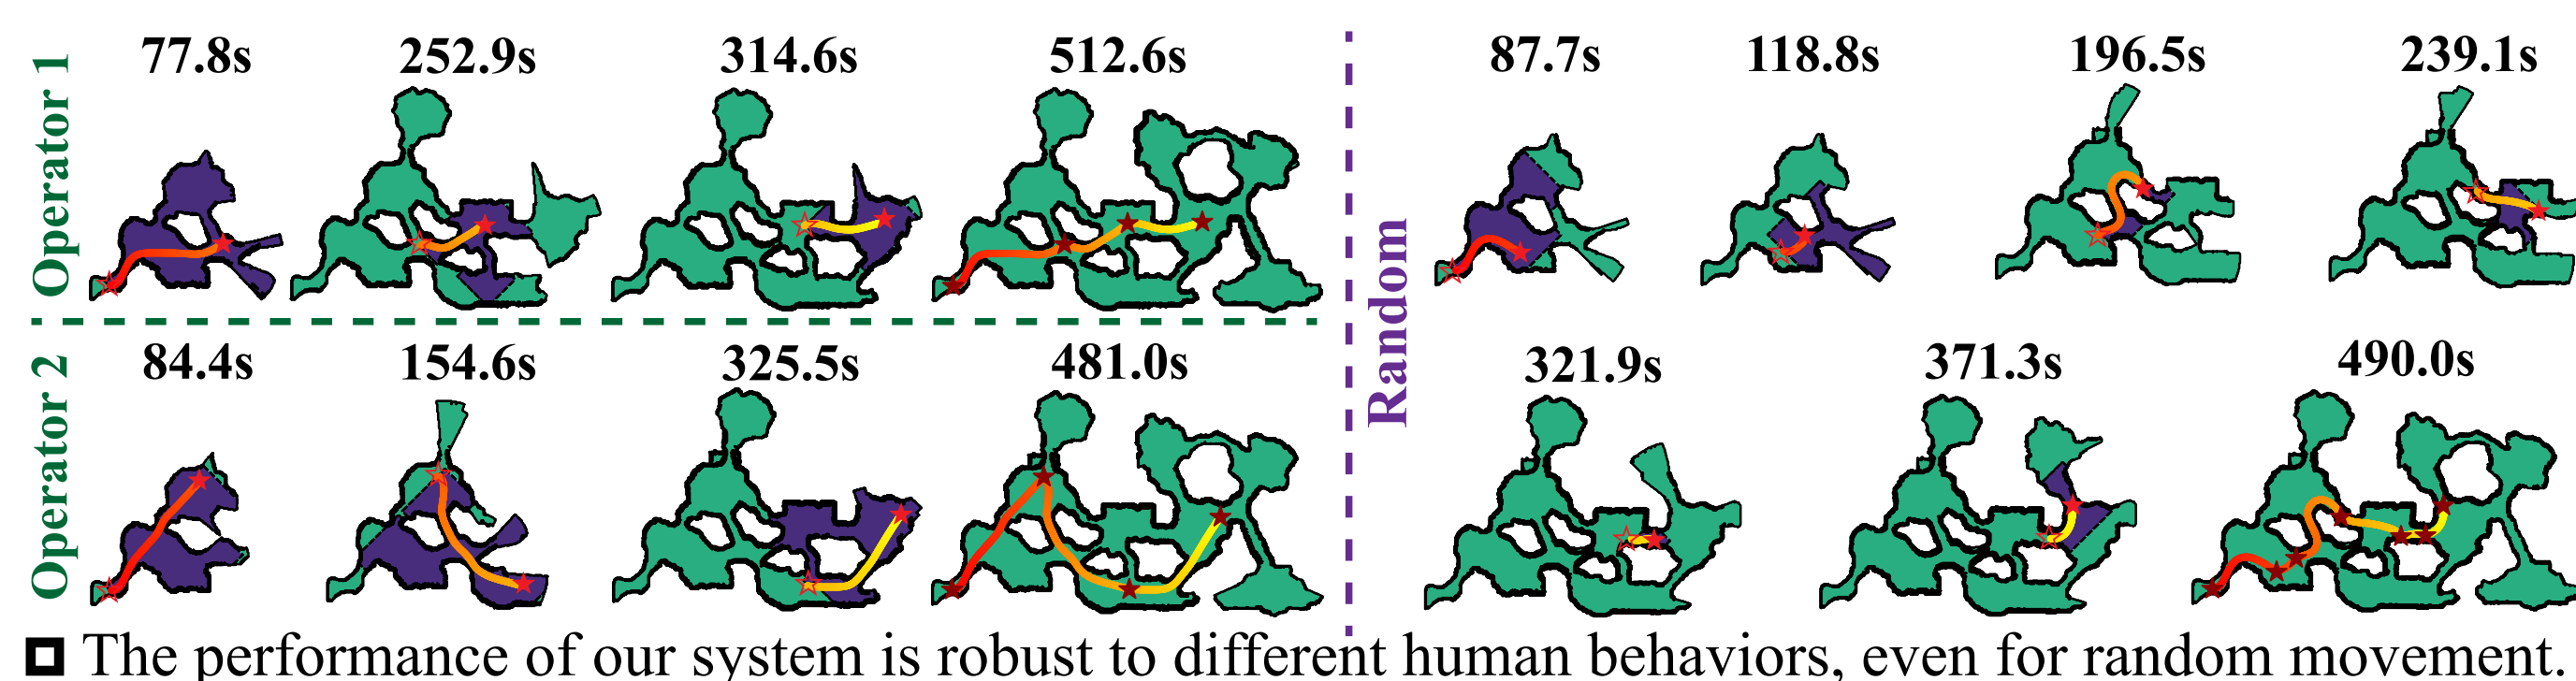 Operator 1
77.8s 252.9s 314.6s 512.6s
Operator 2
84.4s 154.6s 325.5s 481.0s
Random
87.7s 118.8s 196.5s 239.1s
321.9s 371.3s 490.0s
The performance of our system is robust to different human behaviors, even for random movement.